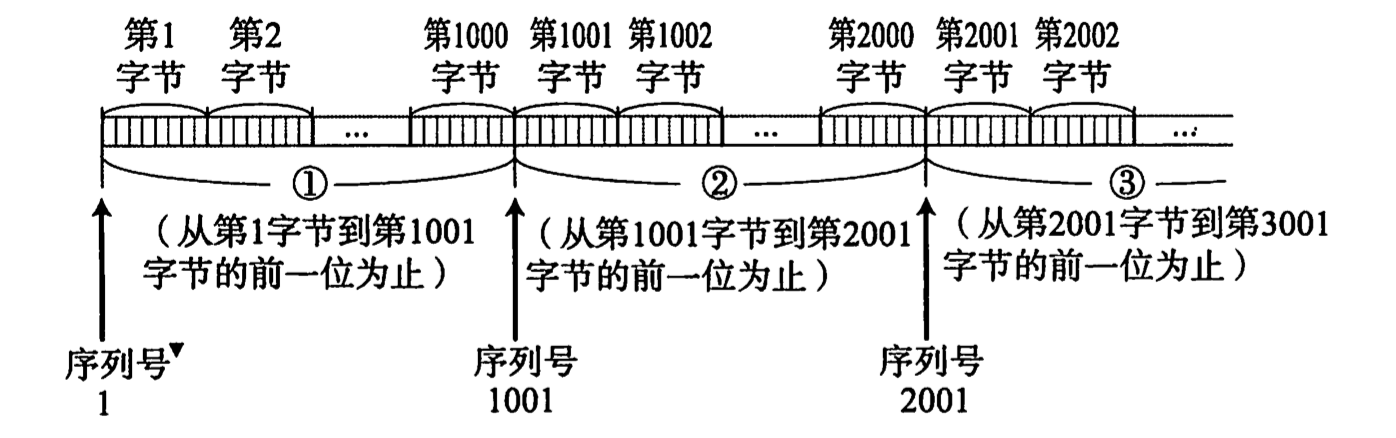 第1 第2 第1000 第1001 第1002 第2000 第2001 第2002
字节 字节 字节 字节 字节 字节 字节 字节
... ... ...
① ② ③
（从第1字节到第1001
字节的前一位为止）
（从第1001字节到第2001
字节的前一位为止）
（从第2001字节到第3001
字节的前一位为止）
序列号▼
1
序列号
1001
序列号
2001